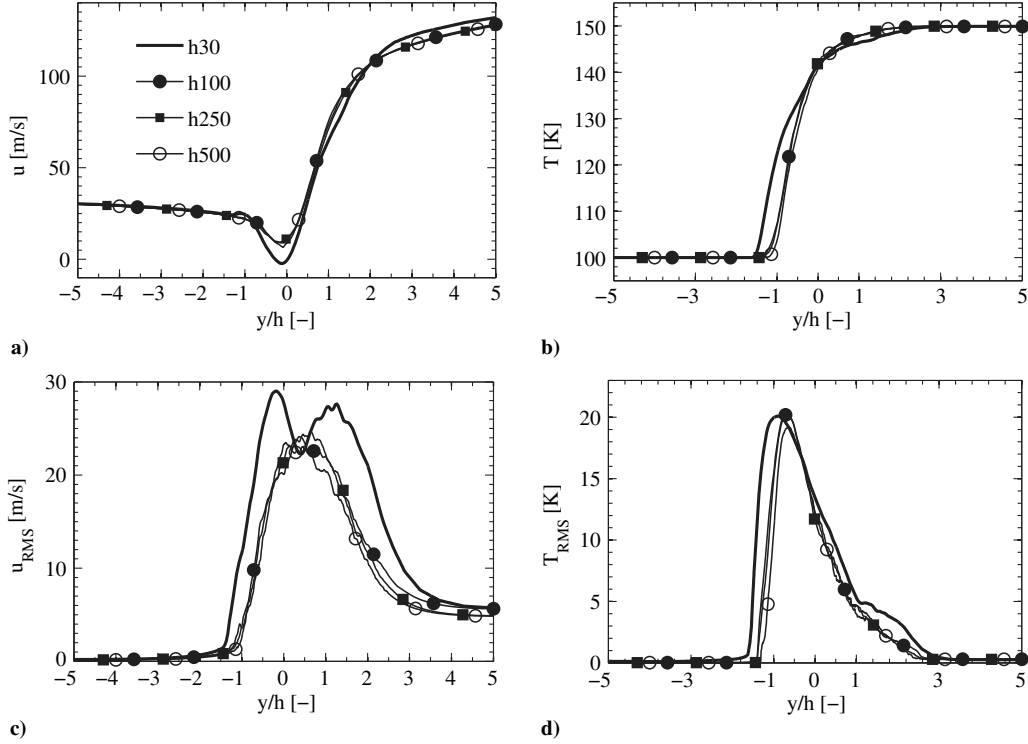 u [m/s]
100
50
0
h30
h100
h250
h500
−5 −4 −3 −2 −1 0 1 2 3 4 5
y/h [−]
a)
T [K]
150
140
130
120
110
100
−5 −3 −1 0 1 3 5
y/h [−]
b)
u_RMS [m/s]
30
20
10
0
−5 −4 −3 −2 −1 0 1 2 3 4 5
y/h [−]
c)
T_RMS [K]
20
15
10
5
0
−5 −3 −1 0 1 3 5
y/h [−]
d)